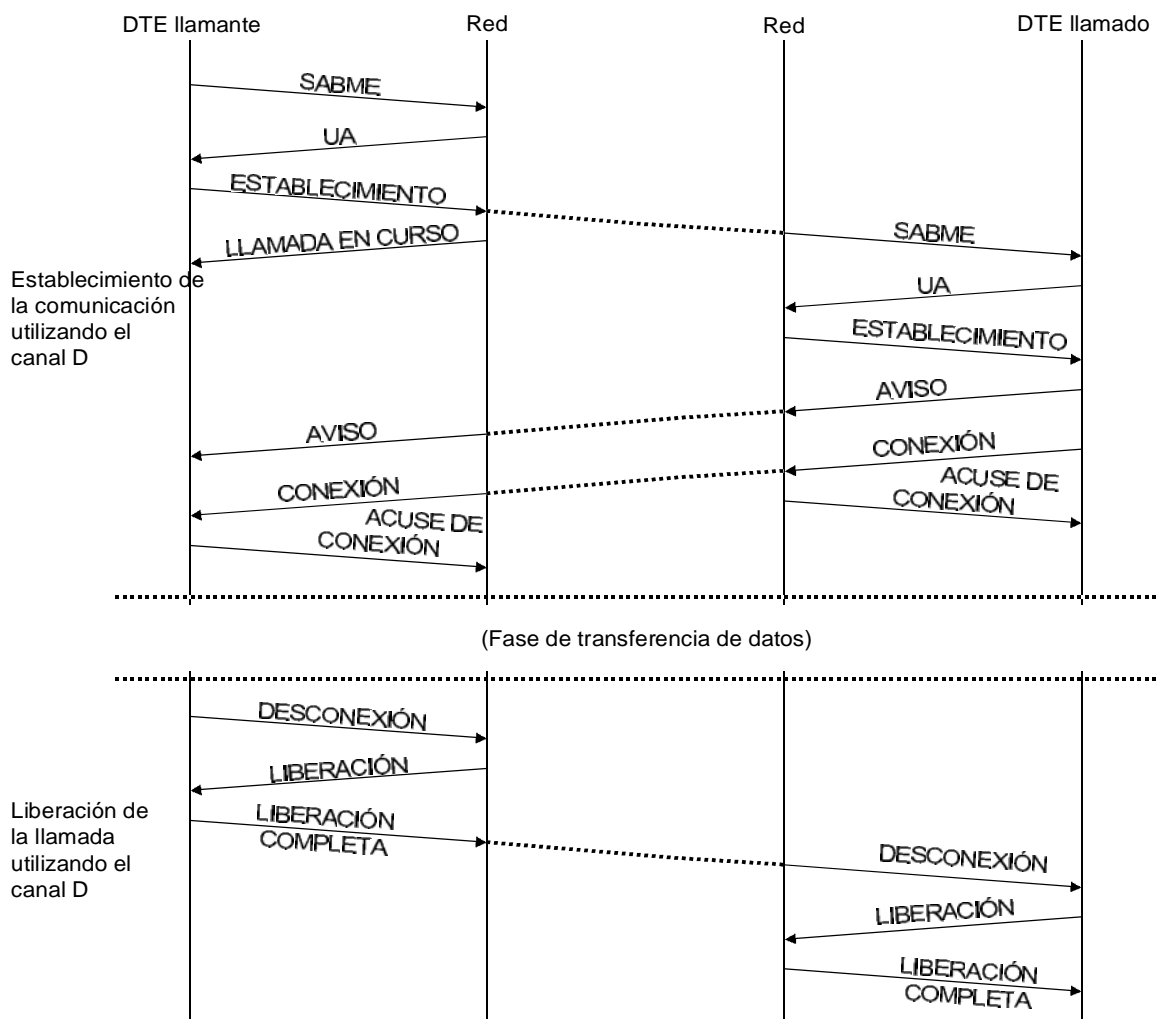 DTE llamante
Red
Red
DTE llamado
SABME
UA
ESTABLECIMIENTO
LLAMADA EN CURSO
SABME
Establecimiento de
la comunicación
utilizando el
canal D
UA
ESTABLECIMIENTO
AVISO
AVISO
CONEXIÓN
ACUSE DE
CONEXIÓN
CONEXIÓN
ACUSE DE
CONEXIÓN
(Fase de transferencia de datos)
DESCONEXIÓN
LIBERACIÓN
LIBERACIÓN
COMPLETA
Liberación de
la llamada
utilizando el
canal D
DESCONEXIÓN
LIBERACIÓN
LIBERACIÓN
COMPLETA